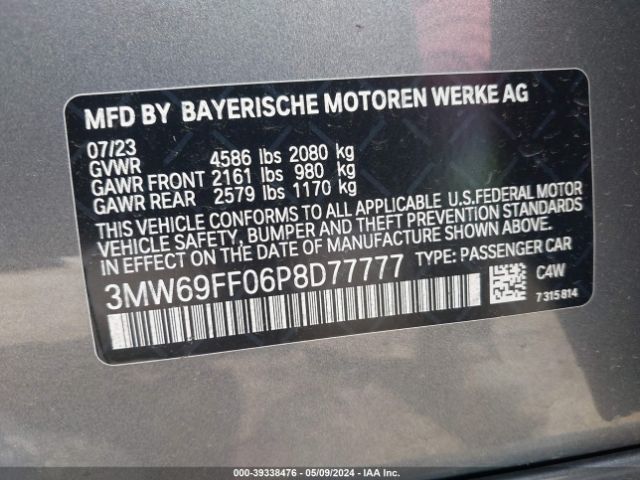 MFD BY BAYERISCHE MOTOREN WERKE AG
07/23
GVWR 4586 lbs 2080 kg
GAWR FRONT 2161 lbs 980 kg
GAWR REAR 2579 lbs 1170 kg
THIS VEHICLE CONFORMS TO ALL APPLICABLE U.S.FEDERAL MOTOR
VEHICLE SAFETY, BUMPER AND THEFT PREVENTION STANDARDS
IN EFFECT ON THE DATE OF MANUFACTURE SHOWN ABOVE.
3MW69FF06P8D77777 TYPE: PASSENGER CAR
C4W
7315814
000-39338476 - 05/09/2024 - IAAI.COM